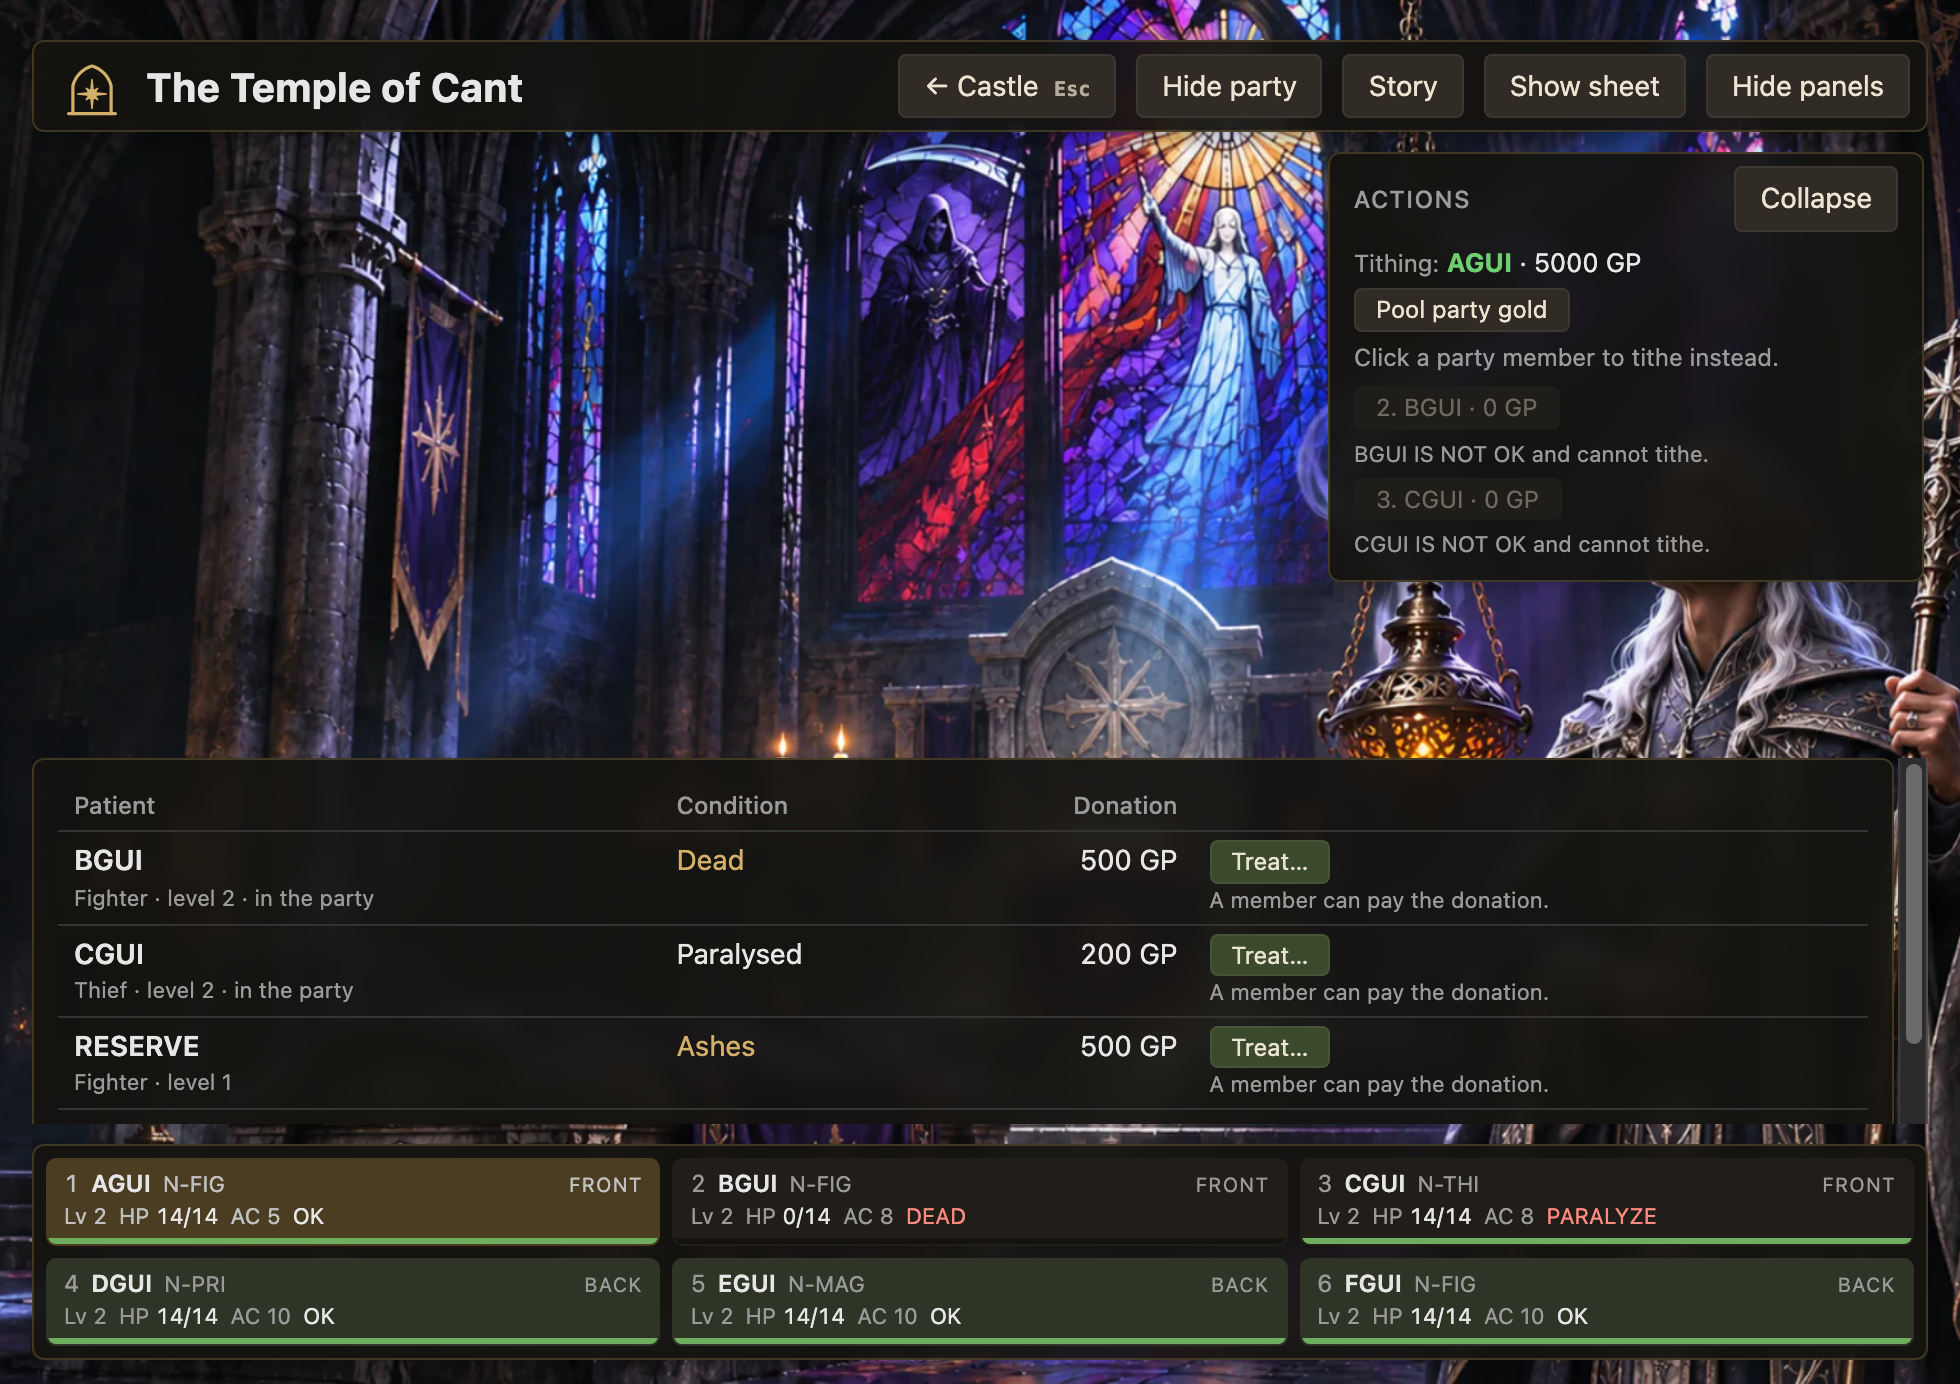 The Temple of Cant
← Castle Esc
Hide party
Story
Show sheet
Hide panels
ACTIONS
Collapse
Tithing: AGUI · 5000 GP
Pool party gold
Click a party member to tithe instead.
2. BGUI · 0 GP
BGUI IS NOT OK and cannot tithe.
3. CGUI · 0 GP
CGUI IS NOT OK and cannot tithe.
Patient Condition Donation
BGUI Dead 500 GP Treat...
Fighter · level 2 · in the party A member can pay the donation.
CGUI Paralysed 200 GP Treat...
Thief · level 2 · in the party A member can pay the donation.
RESERVE Ashes 500 GP Treat...
Fighter · level 1 A member can pay the donation.
1 AGUI N-FIG FRONT
Lv 2 HP 14/14 AC 5 OK
2 BGUI N-FIG FRONT
Lv 2 HP 0/14 AC 8 DEAD
3 CGUI N-THI FRONT
Lv 2 HP 14/14 AC 8 PARALYZE
4 DGUI N-PRI BACK
Lv 2 HP 14/14 AC 10 OK
5 EGUI N-MAG BACK
Lv 2 HP 14/14 AC 10 OK
6 FGUI N-FIG BACK
Lv 2 HP 14/14 AC 10 OK